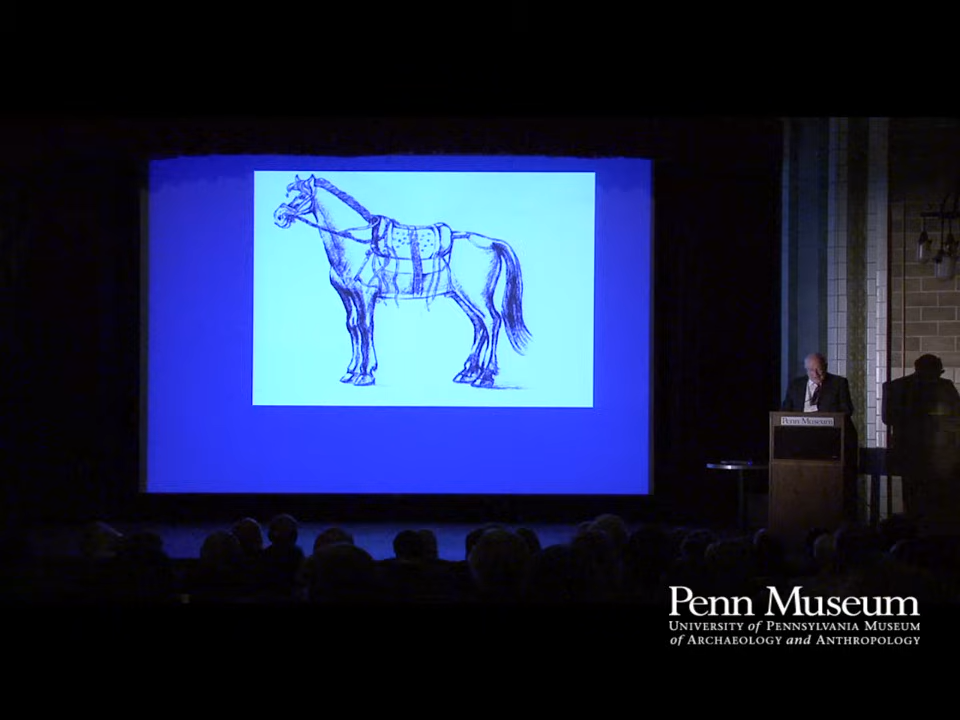 Penn Museum
Penn Museum
UNIVERSITY of PENNSYLVANIA MUSEUM
of ARCHAEOLOGY and ANTHROPOLOGY